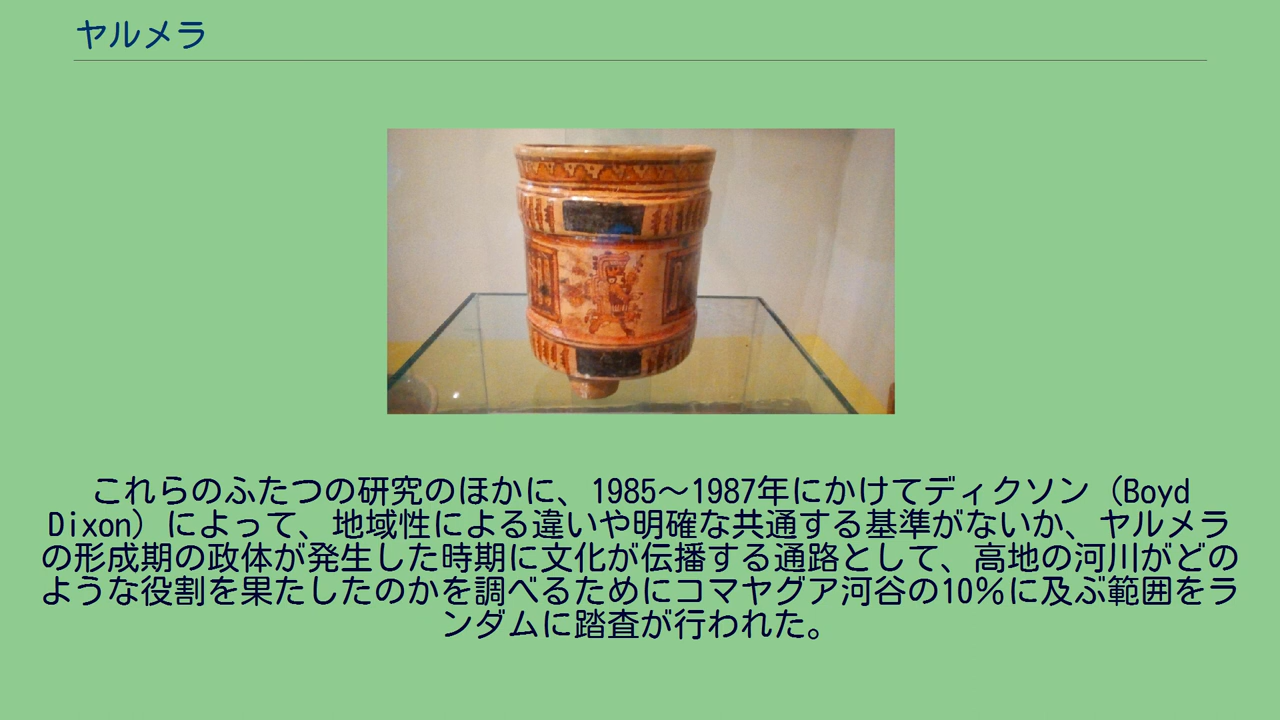 ヤルメラ
これらのふたつの研究のほかに、1985～1987年にかけてディクソン（Boyd
Dixon）によって、地域性による違いや明確な共通する基準がないか、ヤルメラ
の形成期の政体が発生した時期に文化が伝播する通路として、高地の河川がどの
ような役割を果たしたのかを調べるためにコマヤグア河谷の10％に及ぶ範囲をラ
ンダムに踏査が行われた。